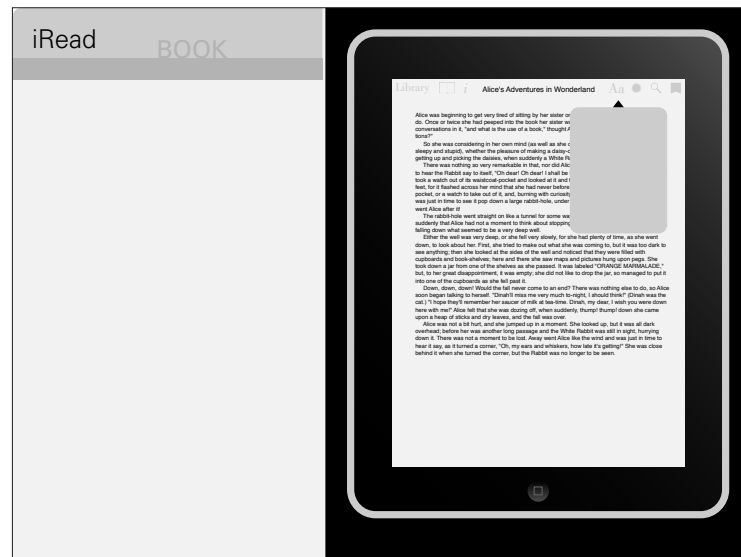 iRead
BOOK
Library i Alice's Adventures in Wonderland Aa
Alice was beginning to get very tired of sitting by her sister
do. Once or twice she had peeped into the book her sister
conversations in it, "and what is the use of a book," thought
tions?"
So she was considering in her own mind (as well as she
sleepy and stupid), whether the pleasure of making a
getting up and picking the daisies, when suddenly a White
There was nothing so very remarkable in that, nor did
to hear the Rabbit say to itself, "Oh dear! Oh dear! I shall be
took a watch out of its waistcoat-pocket and looked at it and
feet, for it flashed across her mind that she had never before
pocket, or a watch to take out of it, and, burning with
was just in time to see it pop down a large rabbit-hole, under
went Alice after it!
The rabbit-hole went straight on like a tunnel for some
suddenly that Alice had not a moment to think about
falling down what seemed to be a very deep well.
Either the well was very deep, or she fell very slowly, for she had plenty of time, as she went
down, to look about her. First, she tried to make out what she was coming to, but it was too dark to
see anything; then she looked at the sides of the well and noticed that they were filled with
cupboards and book-shelves; here and there she saw maps and pictures hung upon pegs. She
took down a jar from one of the shelves as she passed. It was labeled "ORANGE MARMALADE,"
but, to her great disappointment, it was empty; she did not like to drop the jar, so managed to put it
into one of the cupboards as she fell past it.
Down, down, down! Would the fall never come to an end? There was nothing else to do, so Alice
soon began talking to herself. "Dinah'll miss me very much to-night, I should think!" (Dinah was the
cat.) "I hope they'll remember her saucer of milk at tea-time. Dinah, my dear, I wish you were down
here with me!" Alice felt that she was dozing off, when suddenly, thump! thump! down she came
upon a heap of sticks and dry leaves, and the fall was over.
Alice was not a bit hurt, and she jumped up in a moment. She looked up, but it was all dark
overhead; before her was another long passage and the White Rabbit was still in sight, hurrying
down it. There was not a moment to be lost. Away went Alice like the wind and was just in time to
hear it say, as it turned a corner, "Oh, my ears and whiskers, how late it's getting!" She was close
behind it when she turned the corner, but the Rabbit was no longer to be seen.